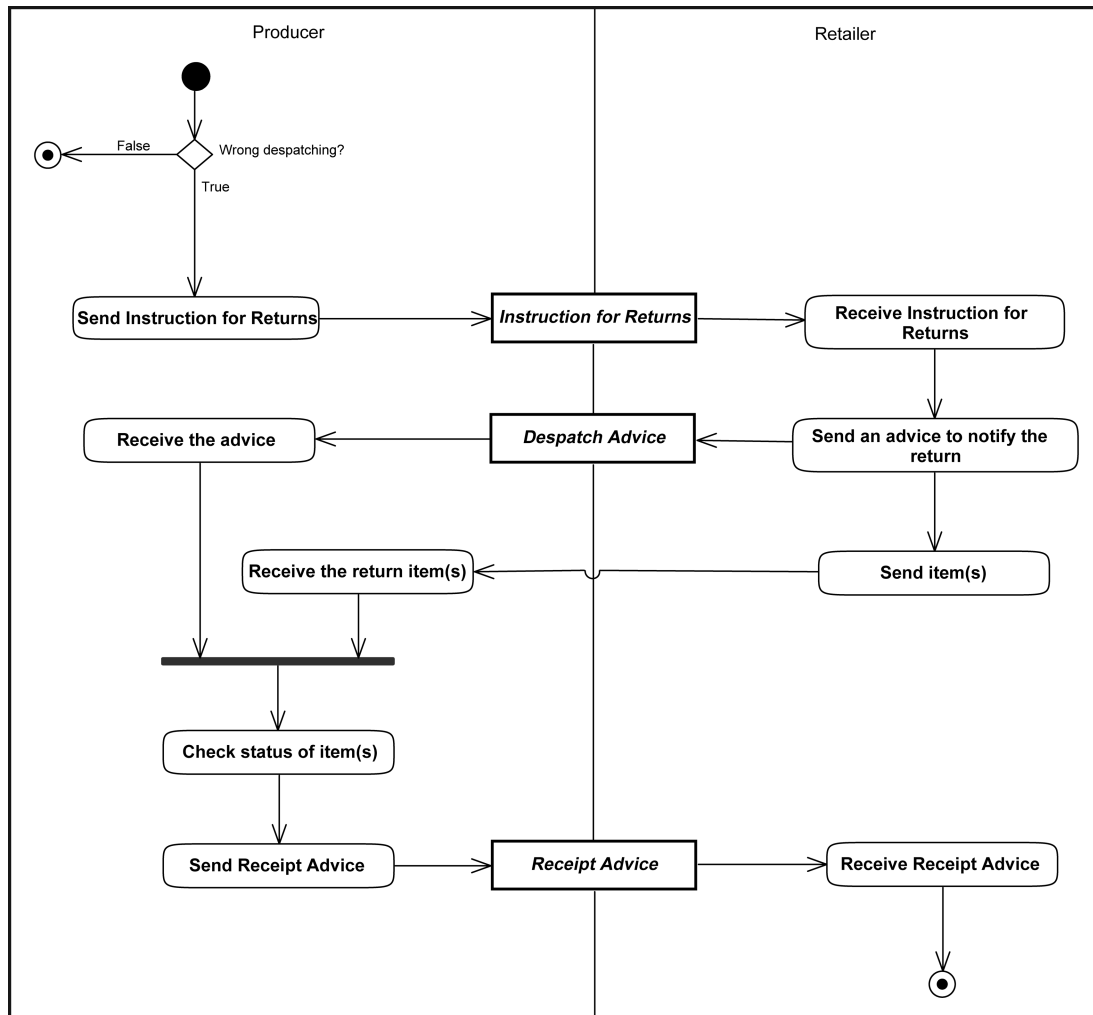 Producer
Retailer
False
Wrong despatching?
True
Send Instruction for Returns
Instruction for Returns
Receive Instruction for
Returns
Receive the advice
Despatch Advice
Send an advice to notify the
return
Receive the return item(s)
Send item(s)
Check status of item(s)
Send Receipt Advice
Receipt Advice
Receive Receipt Advice